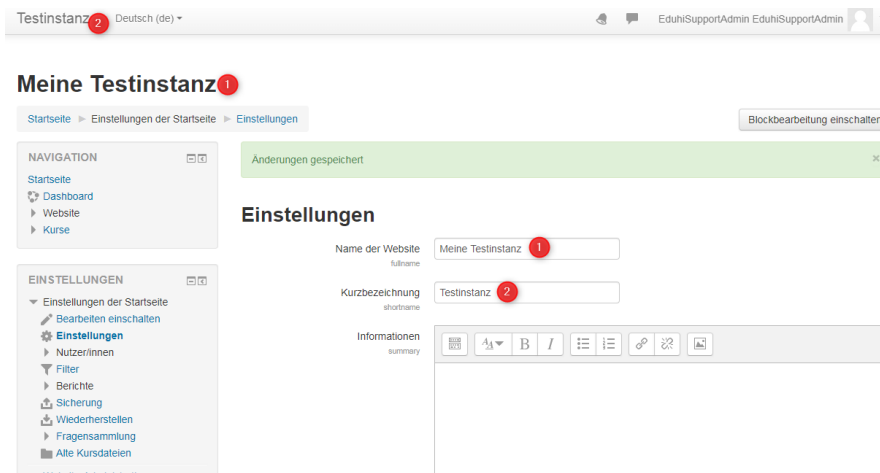 Testinstanz 2 Deutsch (de) EduhiSupportAdmin EduhiSupportAdmin
Meine Testinstanz 1
Startseite Einstellungen der Startseite Einstellungen
Blockbearbeitung einschalten
NAVIGATION
Startseite
Dashboard
Website
Kurse
Änderungen gespeichert ×
Einstellungen
Name der Website Meine Testinstanz 1
fullname
Kurzbezeichnung Testinstanz 2
shortname
Informationen
summary
B I
EINSTELLUNGEN
Einstellungen der Startseite
Bearbeiten einschalten
Einstellungen
Nutzer/innen
Filter
Berichte
Sicherung
Wiederherstellen
Fragensammlung
Alte Kursdateien